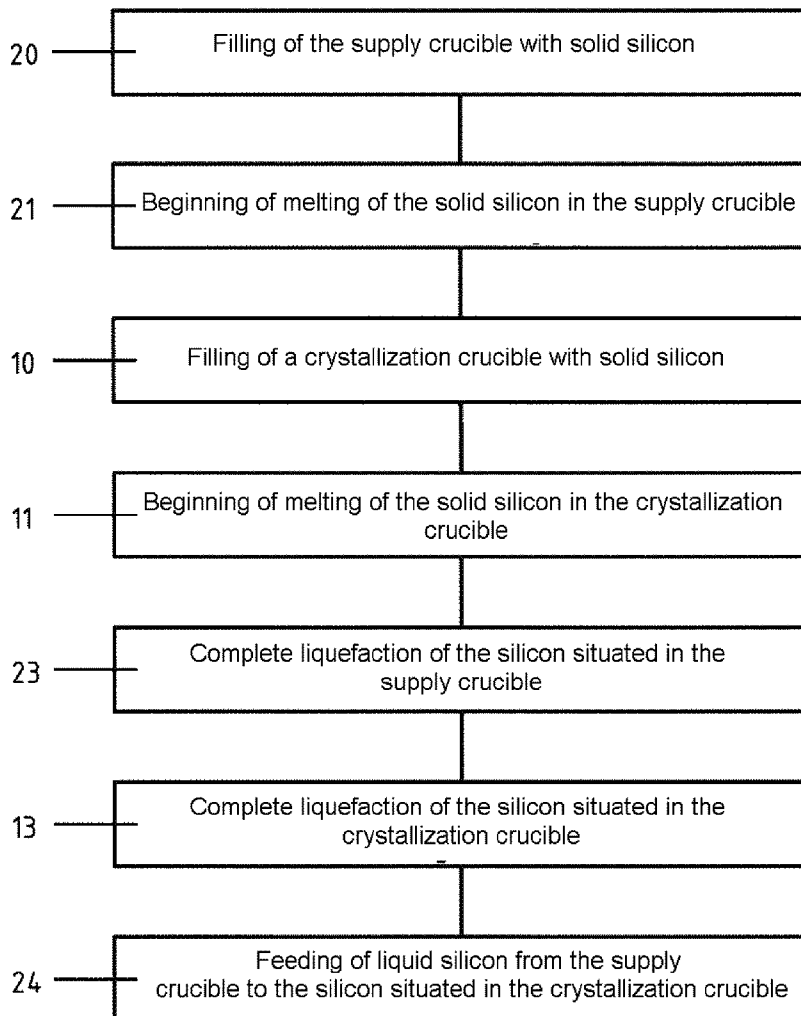 20 Filling of the supply crucible with solid silicon
21 Beginning of melting of the solid silicon in the supply crucible
10 Filling of a crystallization crucible with solid silicon
11 Beginning of melting of the solid silicon in the crystallization
crucible
23 Complete liquefaction of the silicon situated in the
supply crucible
13 Complete liquefaction of the silicon situated in the
crystallization crucible
24 Feeding of liquid silicon from the supply
crucible to the silicon situated in the crystallization crucible